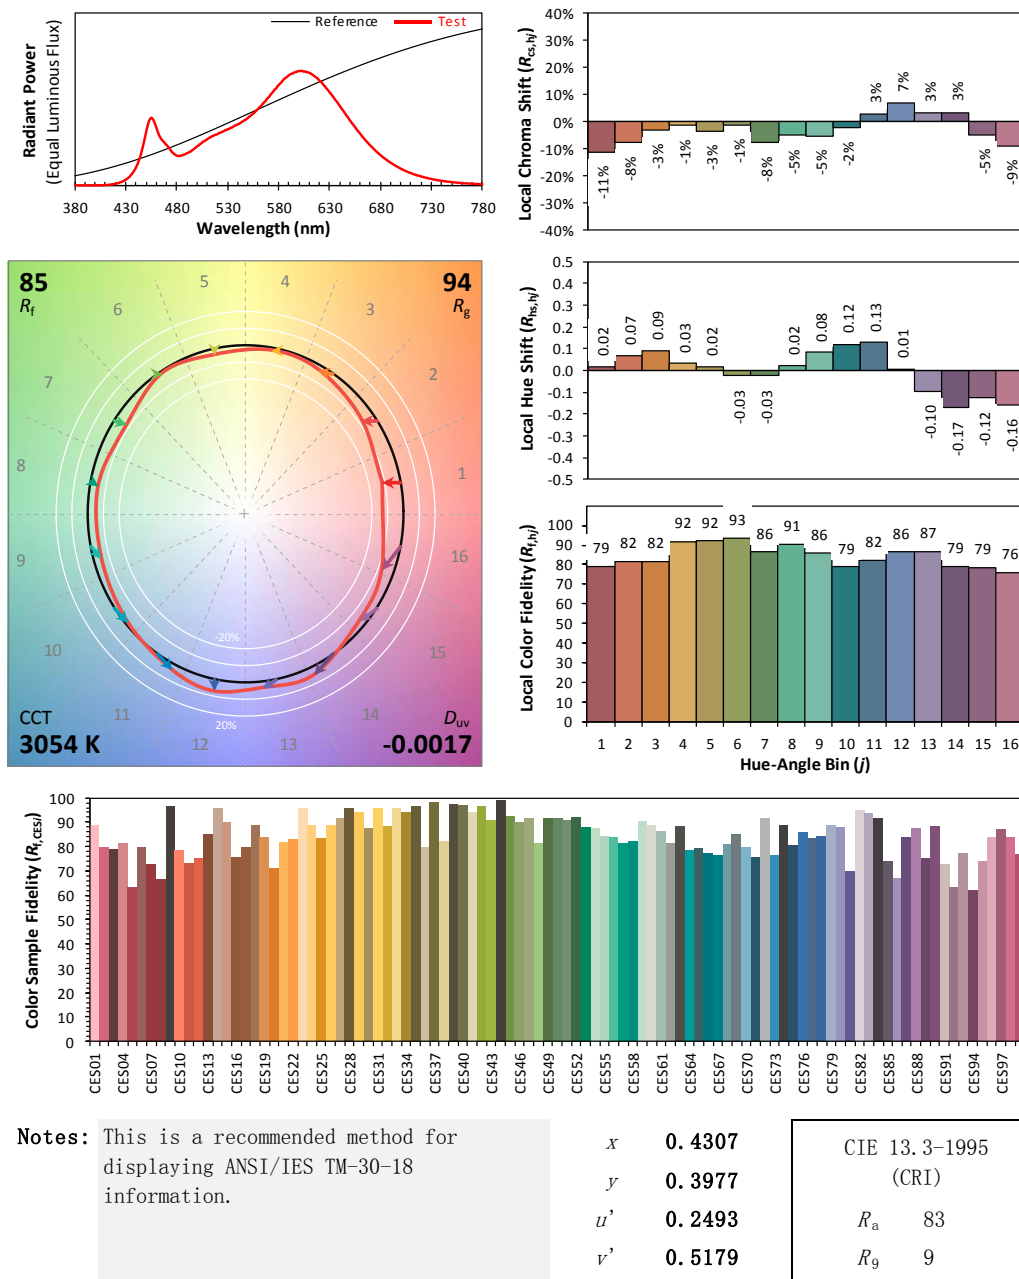 Reference Test
Radiant Power
(Equal Luminous Flux)
380 430 480 530 580 630 680 730 780
Wavelength (nm)
Local Chroma Shift (Rcs,hj)
40%
30%
20%
10%
0%
-10%
-20%
-30%
-40%
-11% -8% -3% -1% -3% -1% -8% -5% -5% -2% 3% 7% 3% 3% -5% -9%
85
Rf
94
Rg
5 4
6 3
7 2
8 1
9 16
10 15
11 14
12 13
-20%
20%
CCT
3054 K
Duv
-0.0017
Local Hue Shift (Rhs,hj)
0.5
0.4
0.3
0.2
0.1
0.0
-0.1
-0.2
-0.3
-0.4
-0.5
0.02 0.07 0.09 0.03 0.02 -0.03 -0.03 0.02 0.08 0.12 0.13 0.01 -0.10 -0.17 -0.12 -0.16
Local Color Fidelity (Rf,hj)
100
90
80
70
60
50
40
30
20
10
0
79 82 82 92 92 93 86 91 86 79 82 86 87 79 79 76
1 2 3 4 5 6 7 8 9 10 11 12 13 14 15 16
Hue-Angle Bin (j)
Color Sample Fidelity (Rf,CESi)
100
90
80
70
60
50
40
30
20
10
0
CES01 CES04 CES07 CES10 CES13 CES16 CES19 CES22 CES25 CES28 CES31 CES34 CES37 CES40 CES43 CES46 CES49 CES52 CES55 CES58 CES61 CES64 CES67 CES70 CES73 CES76 CES79 CES82 CES85 CES88 CES91 CES94 CES97
Notes: This is a recommended method for
displaying ANSI/IES TM-30-18
information.
x 0.4307
y 0.3977
u' 0.2493
v' 0.5179
CIE 13.3-1995
(CRI)
Ra 83
R9 9